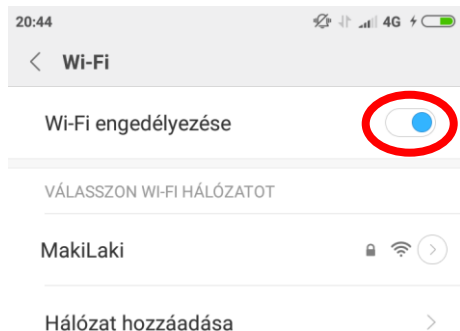 20:44 4G
Wi-Fi
Wi-Fi engedélyezése
VÁLASSZON WI-FI HÁLÓZATOT
MakiLaki
Hálózat hozzáadása